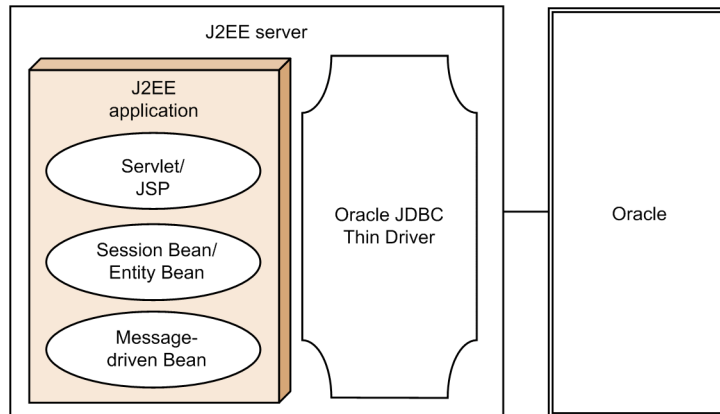 J2EE server
J2EE
application
Servlet/
JSP
Session Bean/
Entity Bean
Message-
driven Bean
Oracle JDBC
Thin Driver
Oracle